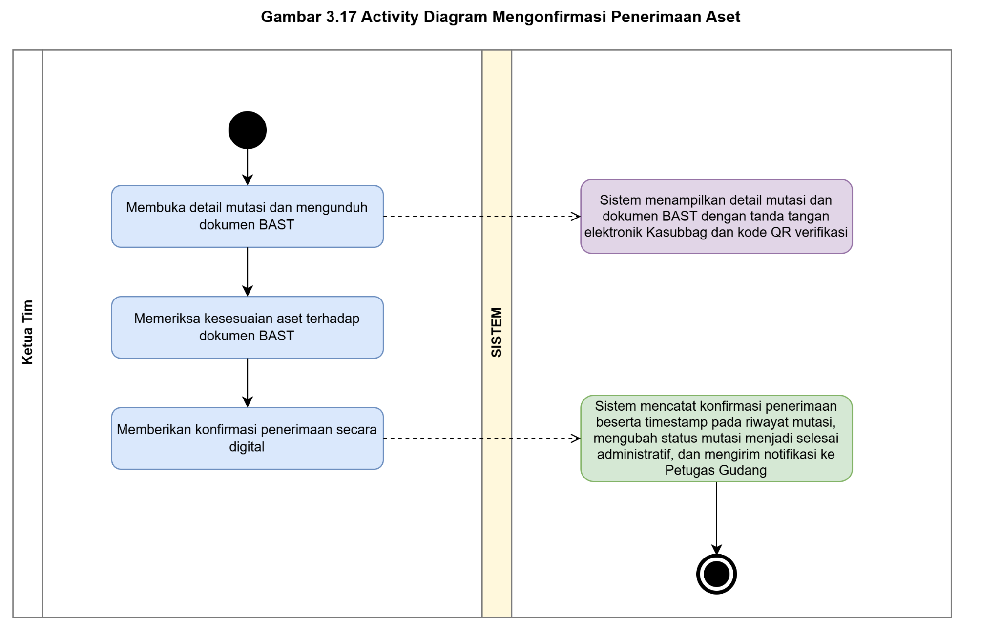 Gambar 3.17 Activity Diagram Mengonfirmasi Penerimaan Aset
Ketua Tim
Membuka detail mutasi dan mengunduh
dokumen BAST
Memeriksa kesesuaian aset terhadap
dokumen BAST
Memberikan konfirmasi penerimaan secara
digital
SISTEM
Sistem menampilkan detail mutasi dan
dokumen BAST dengan tanda tangan
elektronik Kasubbag dan kode QR verifikasi
Sistem mencatat konfirmasi penerimaan
beserta timestamp pada riwayat mutasi,
mengubah status mutasi menjadi selesai
administratif, dan mengirim notifikasi ke
Petugas Gudang